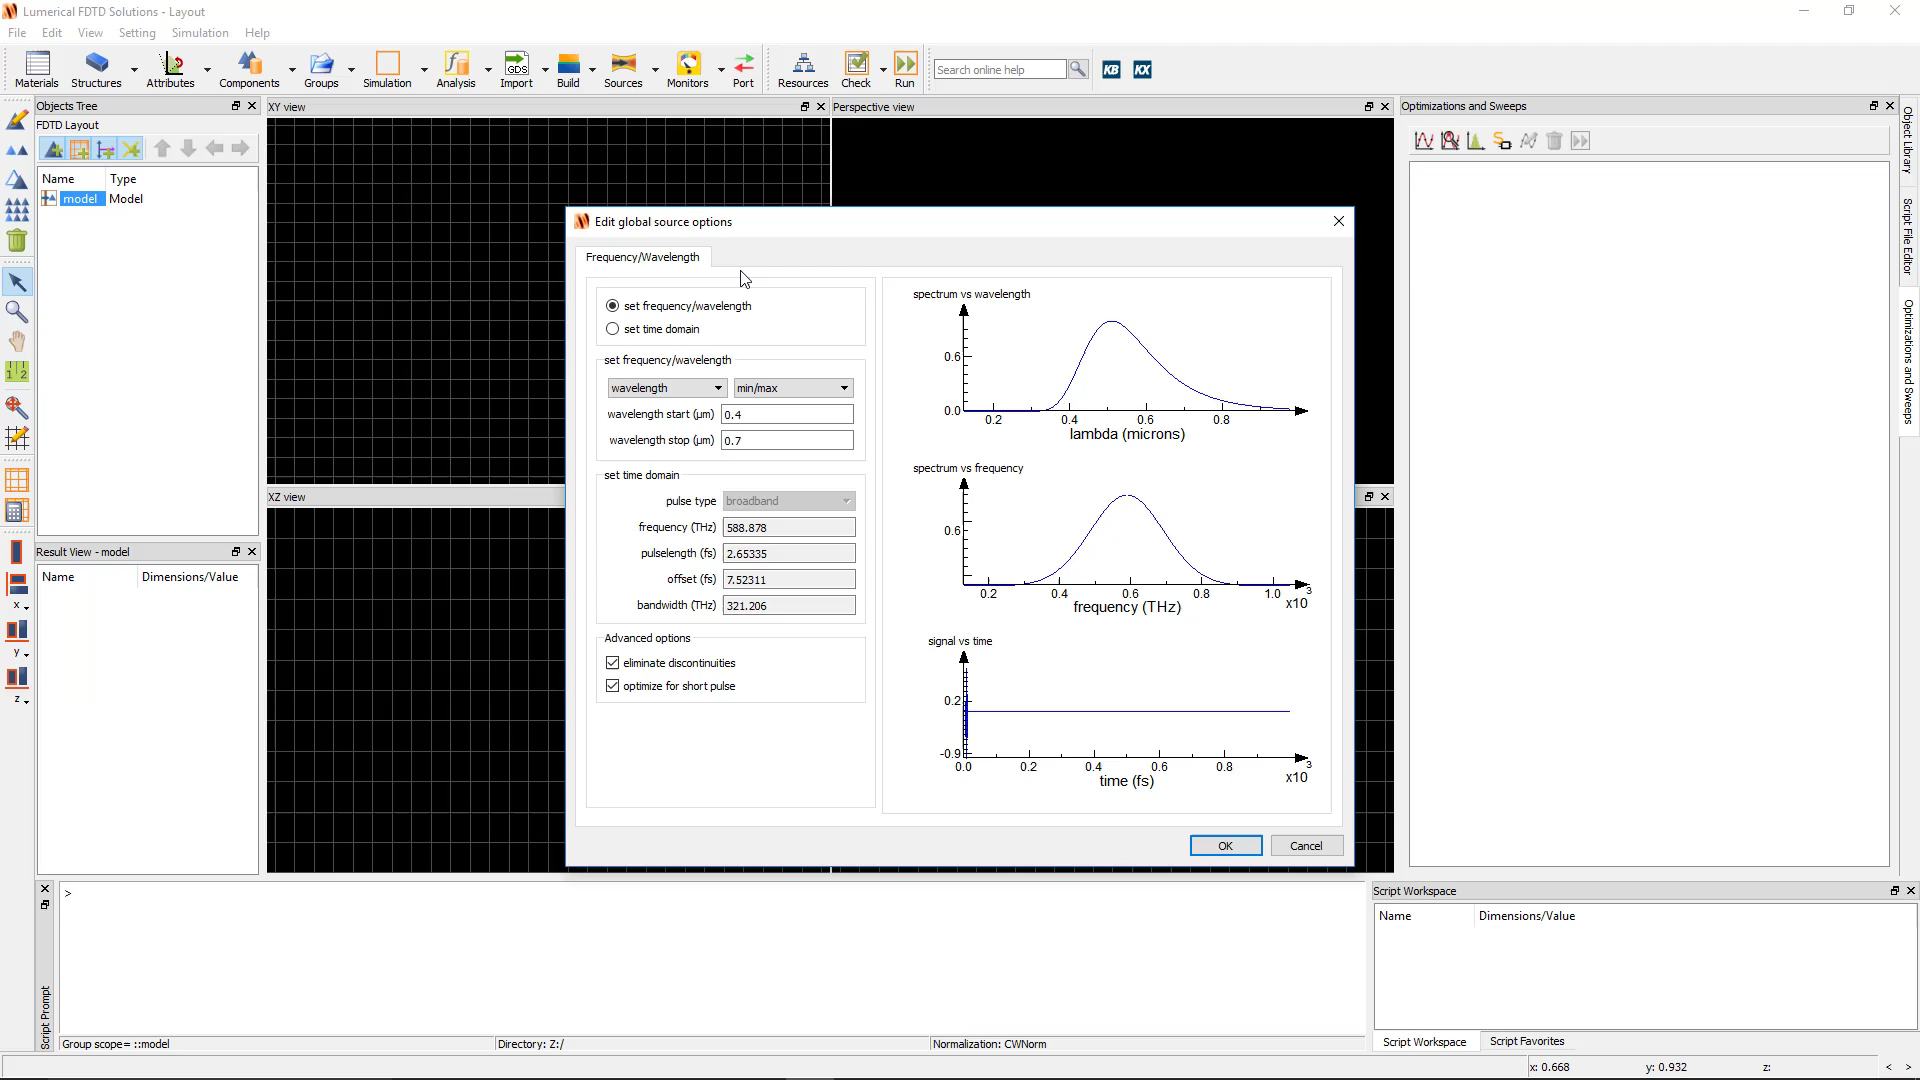 Lumerical FDTD Solutions - Layout
File Edit View Setting Simulation Help
Materials Structures Attributes Components Groups Simulation Analysis Import Build Sources Monitors Port Resources Check Run Search online help KB KX
GDS
Objects Tree
FDTD Layout
Name Type
model Model
Result View - model
Name Dimensions/Value
x
y
z
XY view
Perspective view
XZ view
Edit global source options
Frequency/Wavelength
set frequency/wavelength
set time domain
set frequency/wavelength
wavelength min/max
wavelength start (µm) 0.4
wavelength stop (µm) 0.7
set time domain
pulse type broadband
frequency (THz) 588.878
pulselength (fs) 2.65335
offset (fs) 7.52311
bandwidth (THz) 321.206
Advanced options
eliminate discontinuities
optimize for short pulse
spectrum vs wavelength
0.6
0.0
0.2 0.4 0.6 0.8
lambda (microns)
spectrum vs frequency
0.6
0.2 0.4 0.6 0.8 1.0 x10 3
frequency (THz)
signal vs time
0.2
-0.9
0.0 0.2 0.4 0.6 0.8 x10 3
time (fs)
OK Cancel
Optimizations and Sweeps
Object Library
Script File Editor
Optimizations and Sweeps
>
Script Prompt
Group scope= ::model Directory: Z:/ Normalization: CWNorm
Script Workspace
Name Dimensions/Value
Script Workspace Script Favorites
x: 0.668 y: 0.932 z: < >